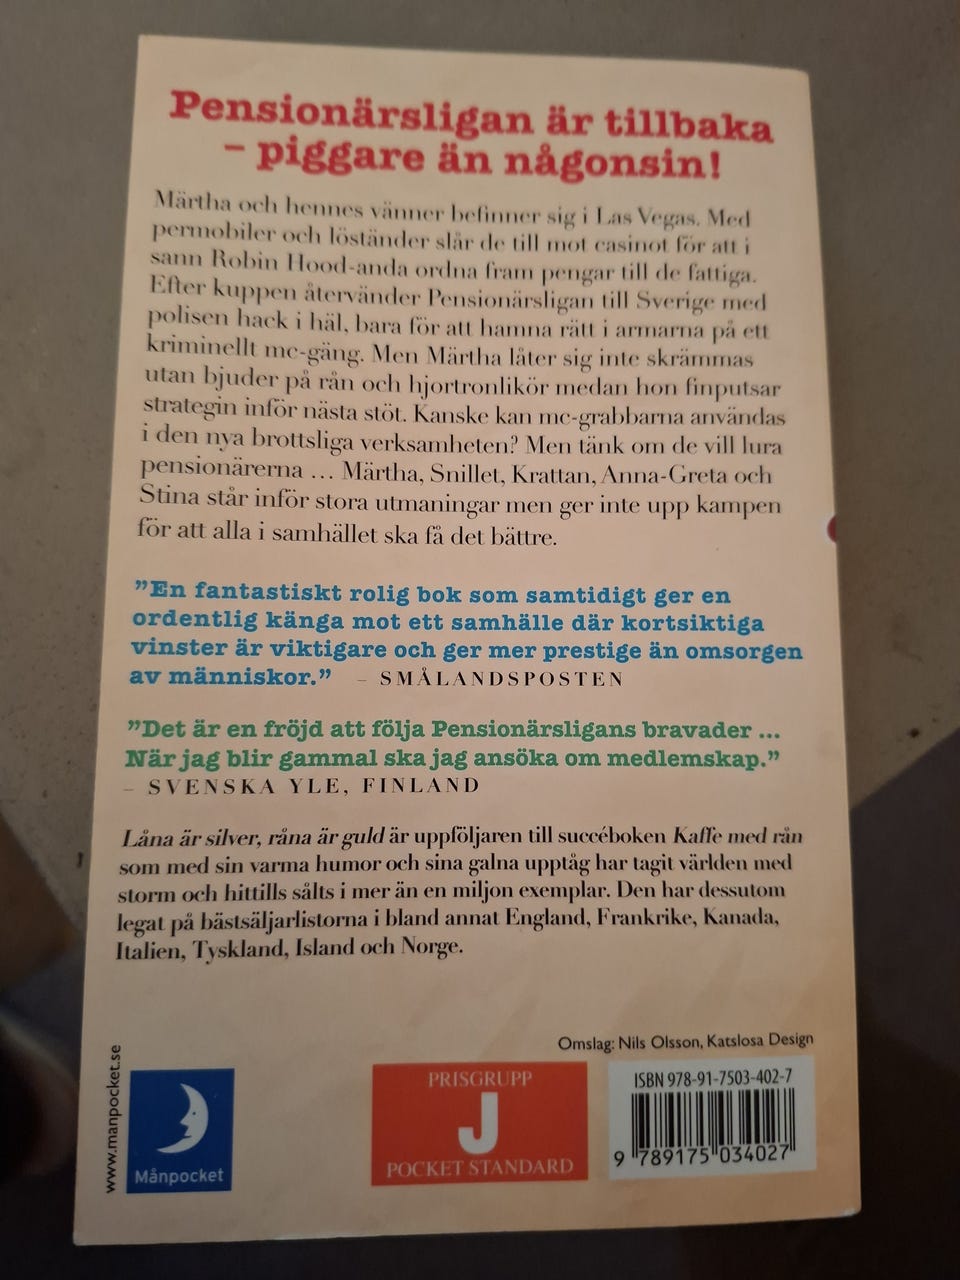 Pensionärsligan är tillbaka
– piggare än någonsin!
Märtha och hennes vänner befinner sig i Las Vegas. Med
permobiler och löständer slår de till mot casinot för att i
sann Robin Hood-anda ordna fram pengar till de fattiga.
Efter kuppen återvänder Pensionärsligan till Sverige med
polisen hack i häl, bara för att hamna rätt i armarna på ett
kriminellt mc-gäng. Men Märtha låter sig inte skrämmas
utan bjuder på rån och hjortronlikör medan hon finputsar
strategin inför nästa stöt. Kanske kan mc-grabbarna användas
i den nya brottsliga verksamheten? Men tänk om de vill lura
pensionärerna ... Märtha, Snillet, Krattan, Anna-Greta och
Stina står inför stora utmaningar men ger inte upp kampen
för att alla i samhället ska få det bättre.
”En fantastiskt rolig bok som samtidigt ger en
ordentlig känga mot ett samhälle där kortsiktiga
vinster är viktigare och ger mer prestige än omsorgen
av människor.” – SMÅLANDSPOSTEN
”Det är en fröjd att följa Pensionärsligans bravader ...
När jag blir gammal ska jag ansöka om medlemskap.”
– SVENSKA YLE, FINLAND
Låna är silver, råna är guld är uppföljaren till succéboken Kaffe med rån
som med sin varma humor och sina galna upptåg har tagit världen med
storm och hittills sålts i mer än en miljon exemplar. Den har dessutom
legat på bästsäljarlistorna i bland annat England, Frankrike, Kanada,
Italien, Tyskland, Island och Norge.
Omslag: Nils Olsson, Katslosa Design
www.manpocket.se
Månpocket
PRISGRUPP
J
POCKET STANDARD
ISBN 978-91-7503-402-7
9 789175 034027